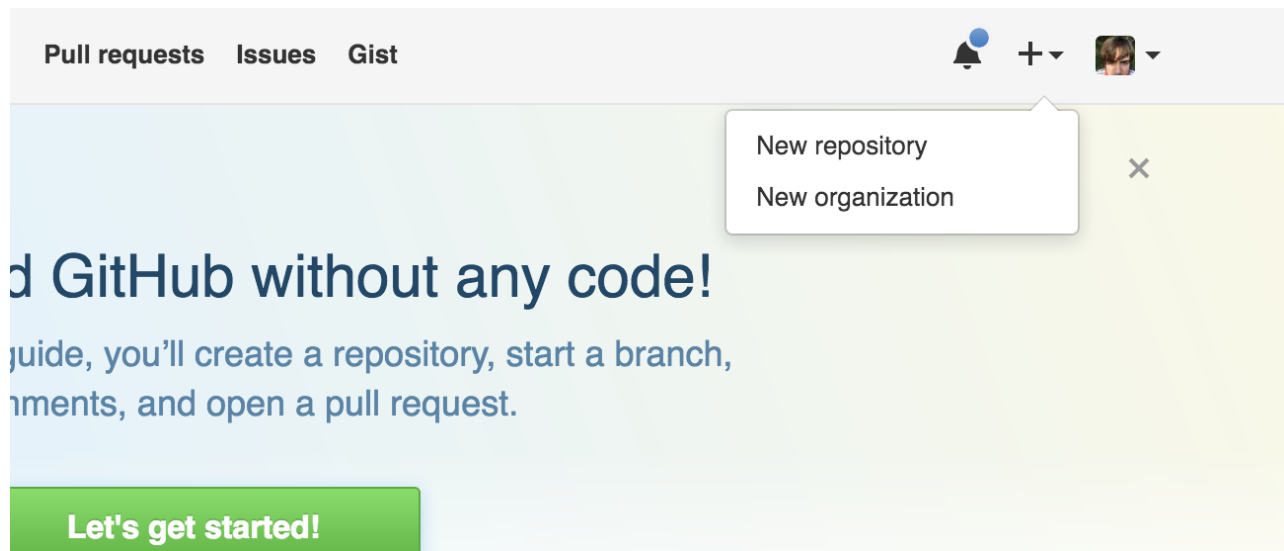 Pull requests Issues Gist
New repository
New organization
d GitHub without any code!
guide, you’ll create a repository, start a branch,
and open a pull request.
Let's get started!